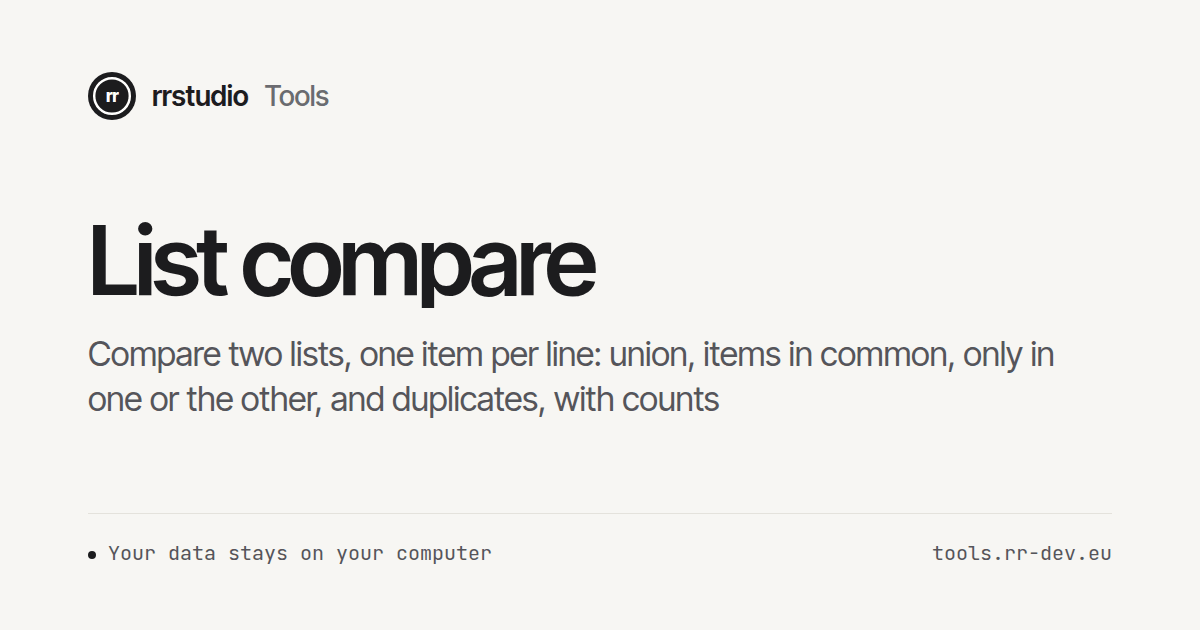 rr
rrstudio Tools
List compare
Compare two lists, one item per line: union, items in common, only in
one or the other, and duplicates, with counts
Your data stays on your computer
tools.rr-dev.eu